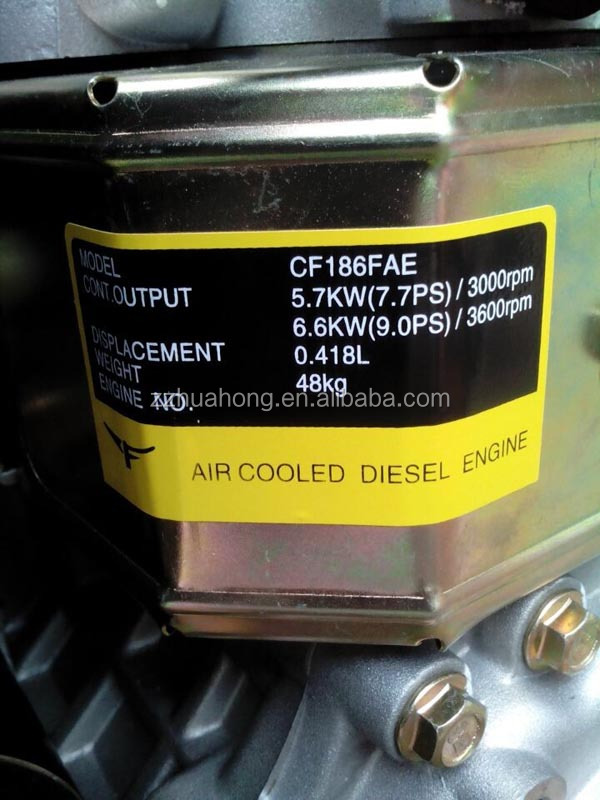 MODEL CF186FAE
CONT.OUTPUT 5.7KW(7.7PS) / 3000rpm
6.6KW(9.0PS) / 3600rpm
DISPLACEMENT 0.418L
WEIGHT 48kg
ENGINE NO.
zzhuahong.en.alibaba.com
AIR COOLED DIESEL ENGINE